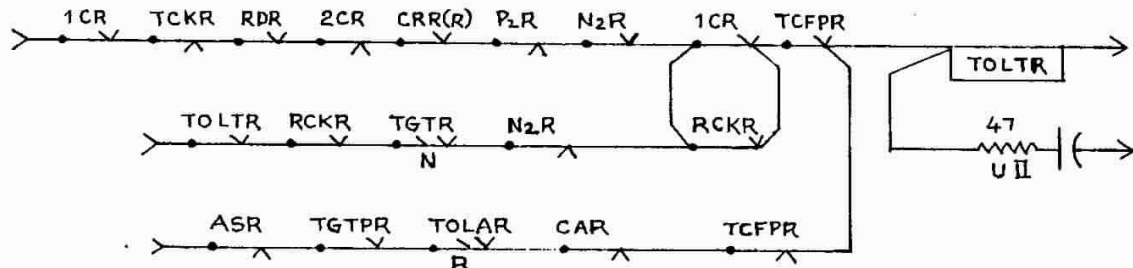 1CR TCKR RDR 2CR CRR(R) P2R N2R 1CR TCFPR
TOLTR
TOLTR RCKR TGTR N2R RCKR
N
47
U II
ASR TGTPR TOLAR CAR TCFPR
R